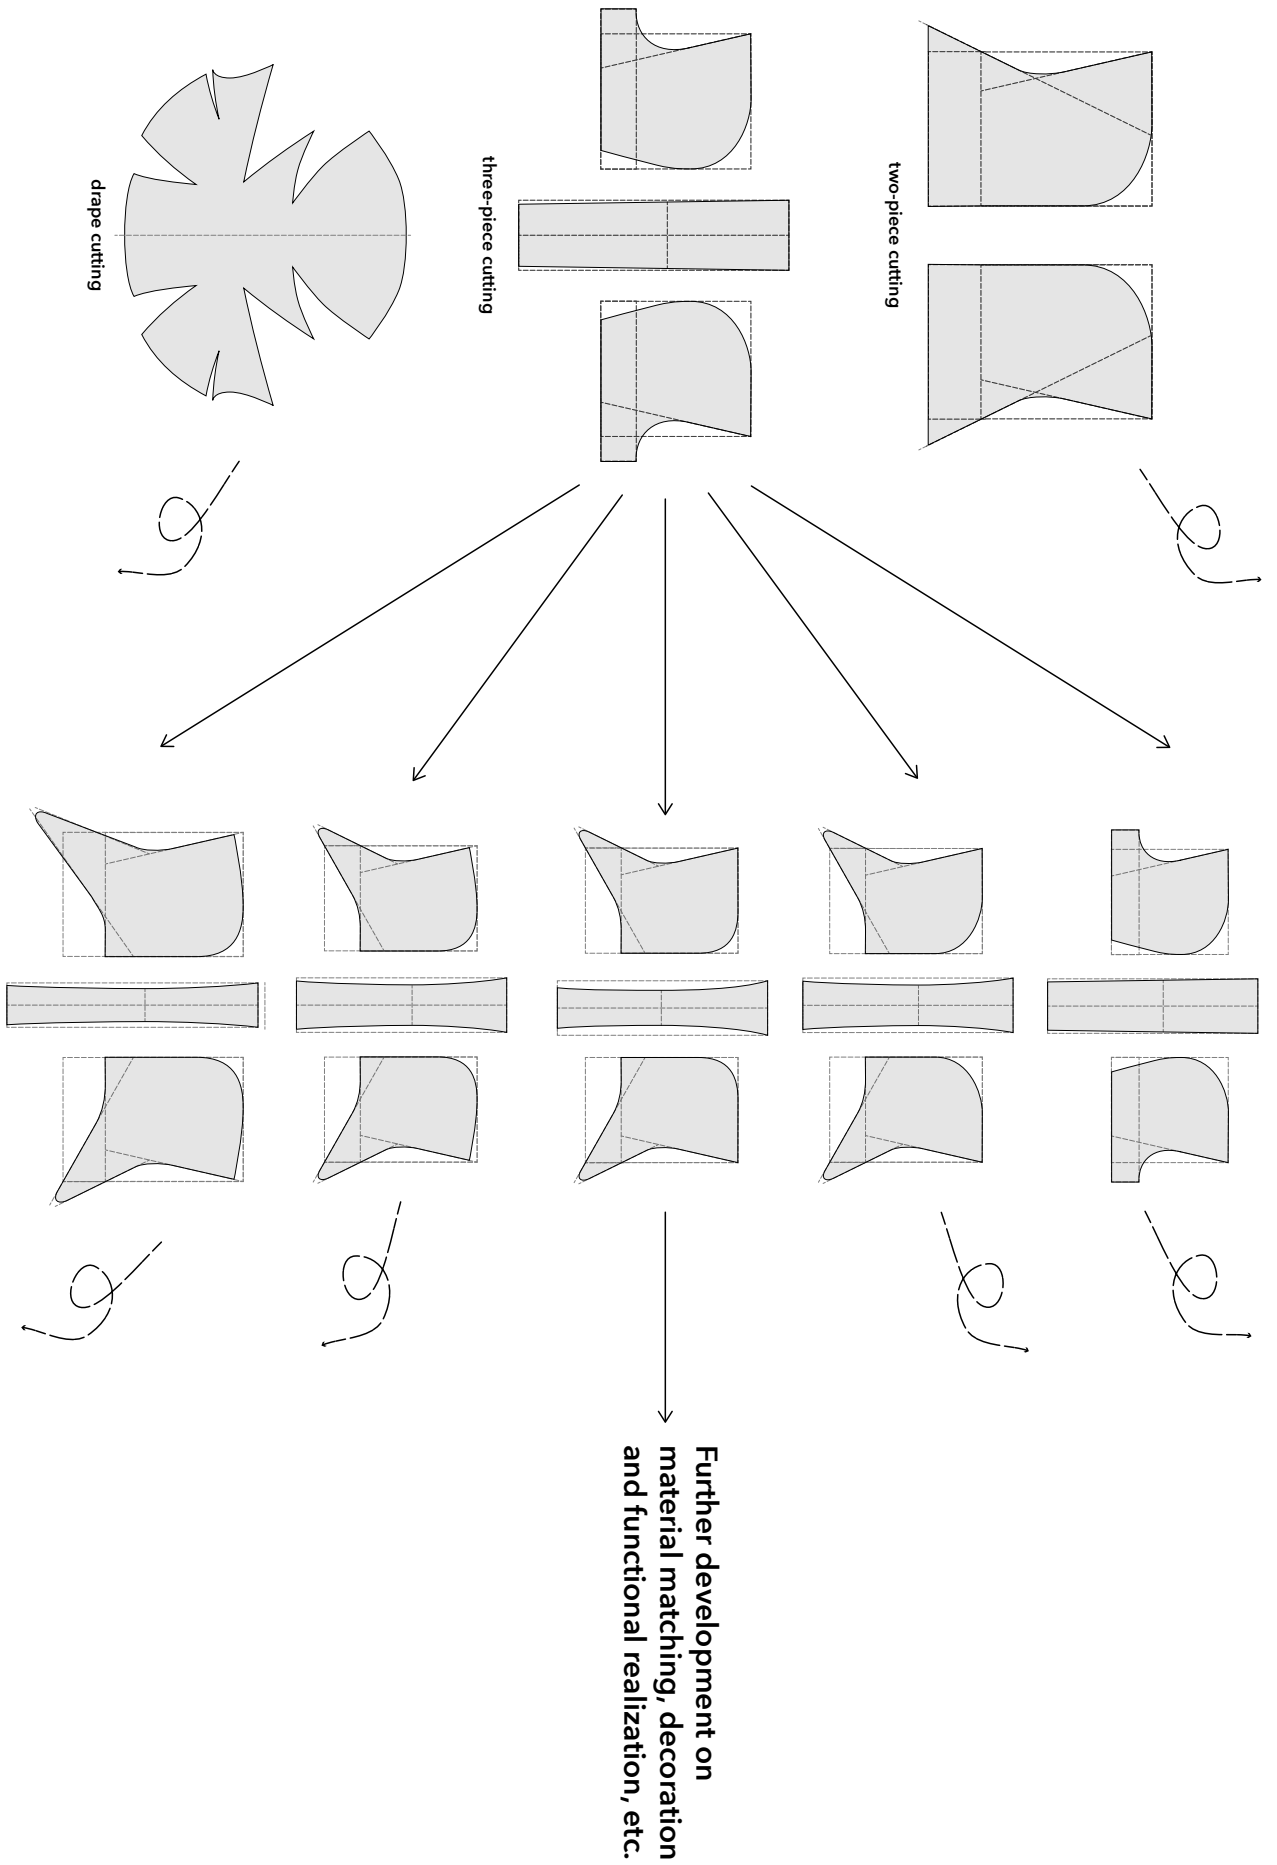 two-piece cutting
three-piece cutting
drape cutting
Further development on
material matching, decoration
and functional realization, etc.